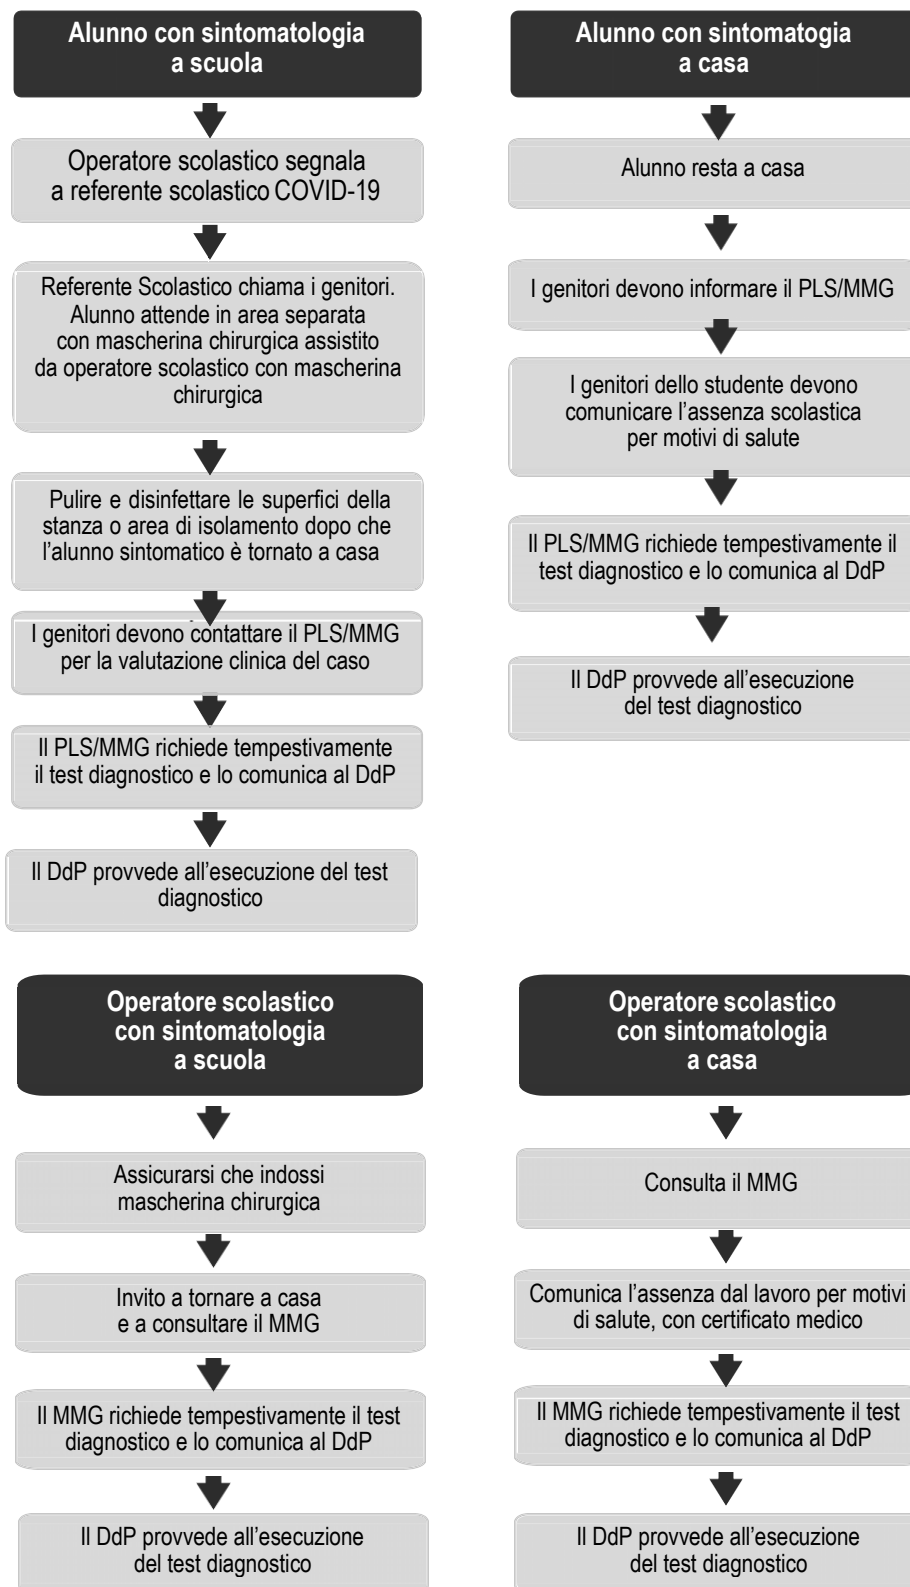 Alunno con sintomatologia
a scuola
Operatore scolastico segnala
a referente scolastico COVID-19
Referente Scolastico chiama i genitori.
Alunno attende in area separata
con mascherina chirurgica assistito
da operatore scolastico con mascherina
chirurgica
Pulire e disinfettare le superfici della
stanza o area di isolamento dopo che
l’alunno sintomatico è tornato a casa
I genitori devono contattare il PLS/MMG
per la valutazione clinica del caso
Il PLS/MMG richiede tempestivamente
il test diagnostico e lo comunica al DdP
Il DdP provvede all’esecuzione del test
diagnostico
Alunno con sintomatogia
a casa
Alunno resta a casa
I genitori devono informare il PLS/MMG
I genitori dello studente devono
comunicare l’assenza scolastica
per motivi di salute
Il PLS/MMG richiede tempestivamente il
test diagnostico e lo comunica al DdP
Il DdP provvede all’esecuzione
del test diagnostico
Operatore scolastico
con sintomatologia
a scuola
Assicurarsi che indossi
mascherina chirurgica
Invito a tornare a casa
e a consultare il MMG
Il MMG richiede tempestivamente il test
diagnostico e lo comunica al DdP
Il DdP provvede all’esecuzione
del test diagnostico
Operatore scolastico
con sintomatologia
a casa
Consulta il MMG
Comunica l’assenza dal lavoro per motivi
di salute, con certificato medico
Il MMG richiede tempestivamente il test
diagnostico e lo comunica al DdP
Il DdP provvede all’esecuzione
del test diagnostico